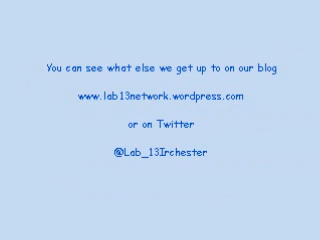 You can see what else we get up to on our blog
www.lab13network.wordpress.com
or on Twitter
@Lab_13Irchester